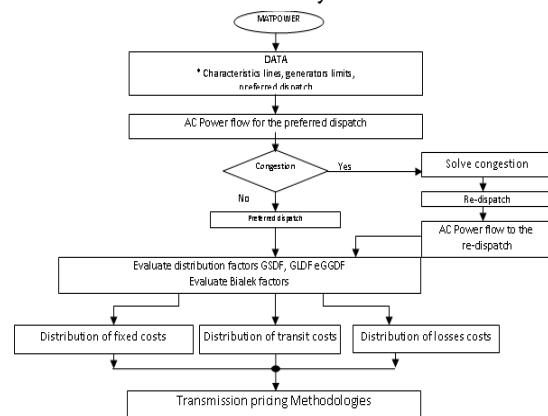 MATPOWER
DATA
* Characteristics lines, generators limits,
preferred dispatch
AC Power flow for the preferred dispatch
Congestion
Yes
Solve congestion
No
Re-dispatch
Preferred dispatch
AC Power flow to the
re-dispatch
Evaluate distribution factors GSDF, GLDF e GGDF
Evaluate Bialek factors
Distribution of fixed costs
Distribution of transit costs
Distribution of losses costs
Transmission pricing Methodologies